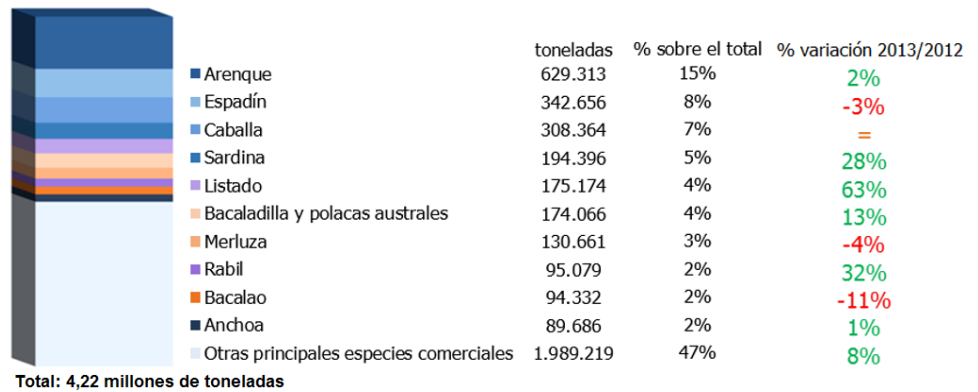 toneladas % sobre el total % variación 2013/2012
Arenque 629.313 15% 2%
Espadín 342.656 8% -3%
Caballa 308.364 7% =
Sardina 194.396 5% 28%
Listado 175.174 4% 63%
Bacaladilla y polacas australes 174.066 4% 13%
Merluza 130.661 3% -4%
Rabil 95.079 2% 32%
Bacalao 94.332 2% -11%
Anchoa 89.686 2% 1%
Otras principales especies comerciales 1.989.219 47% 8%
Total: 4,22 millones de toneladas